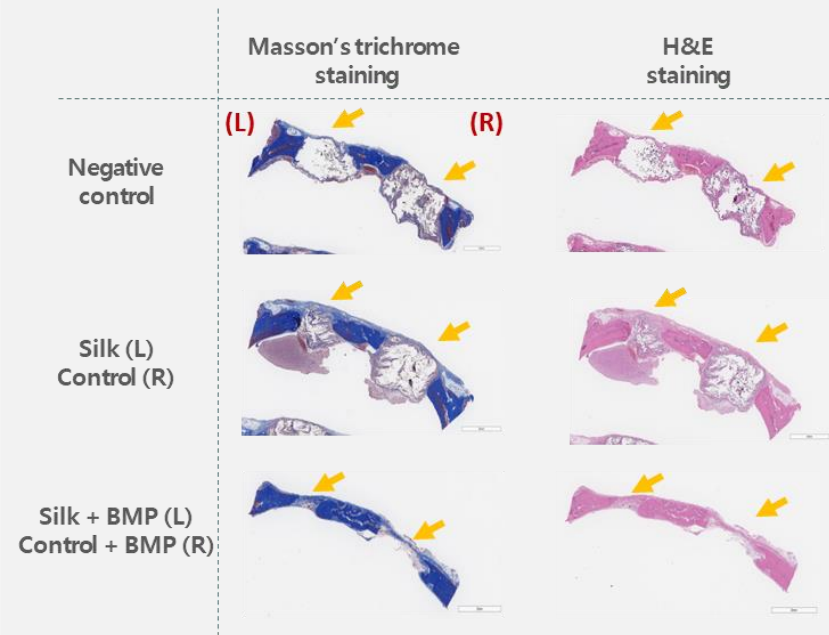 Masson's trichrome
staining
H&E
staining
(L)
(R)
Negative
control
Silk (L)
Control (R)
Silk + BMP (L)
Control + BMP (R)